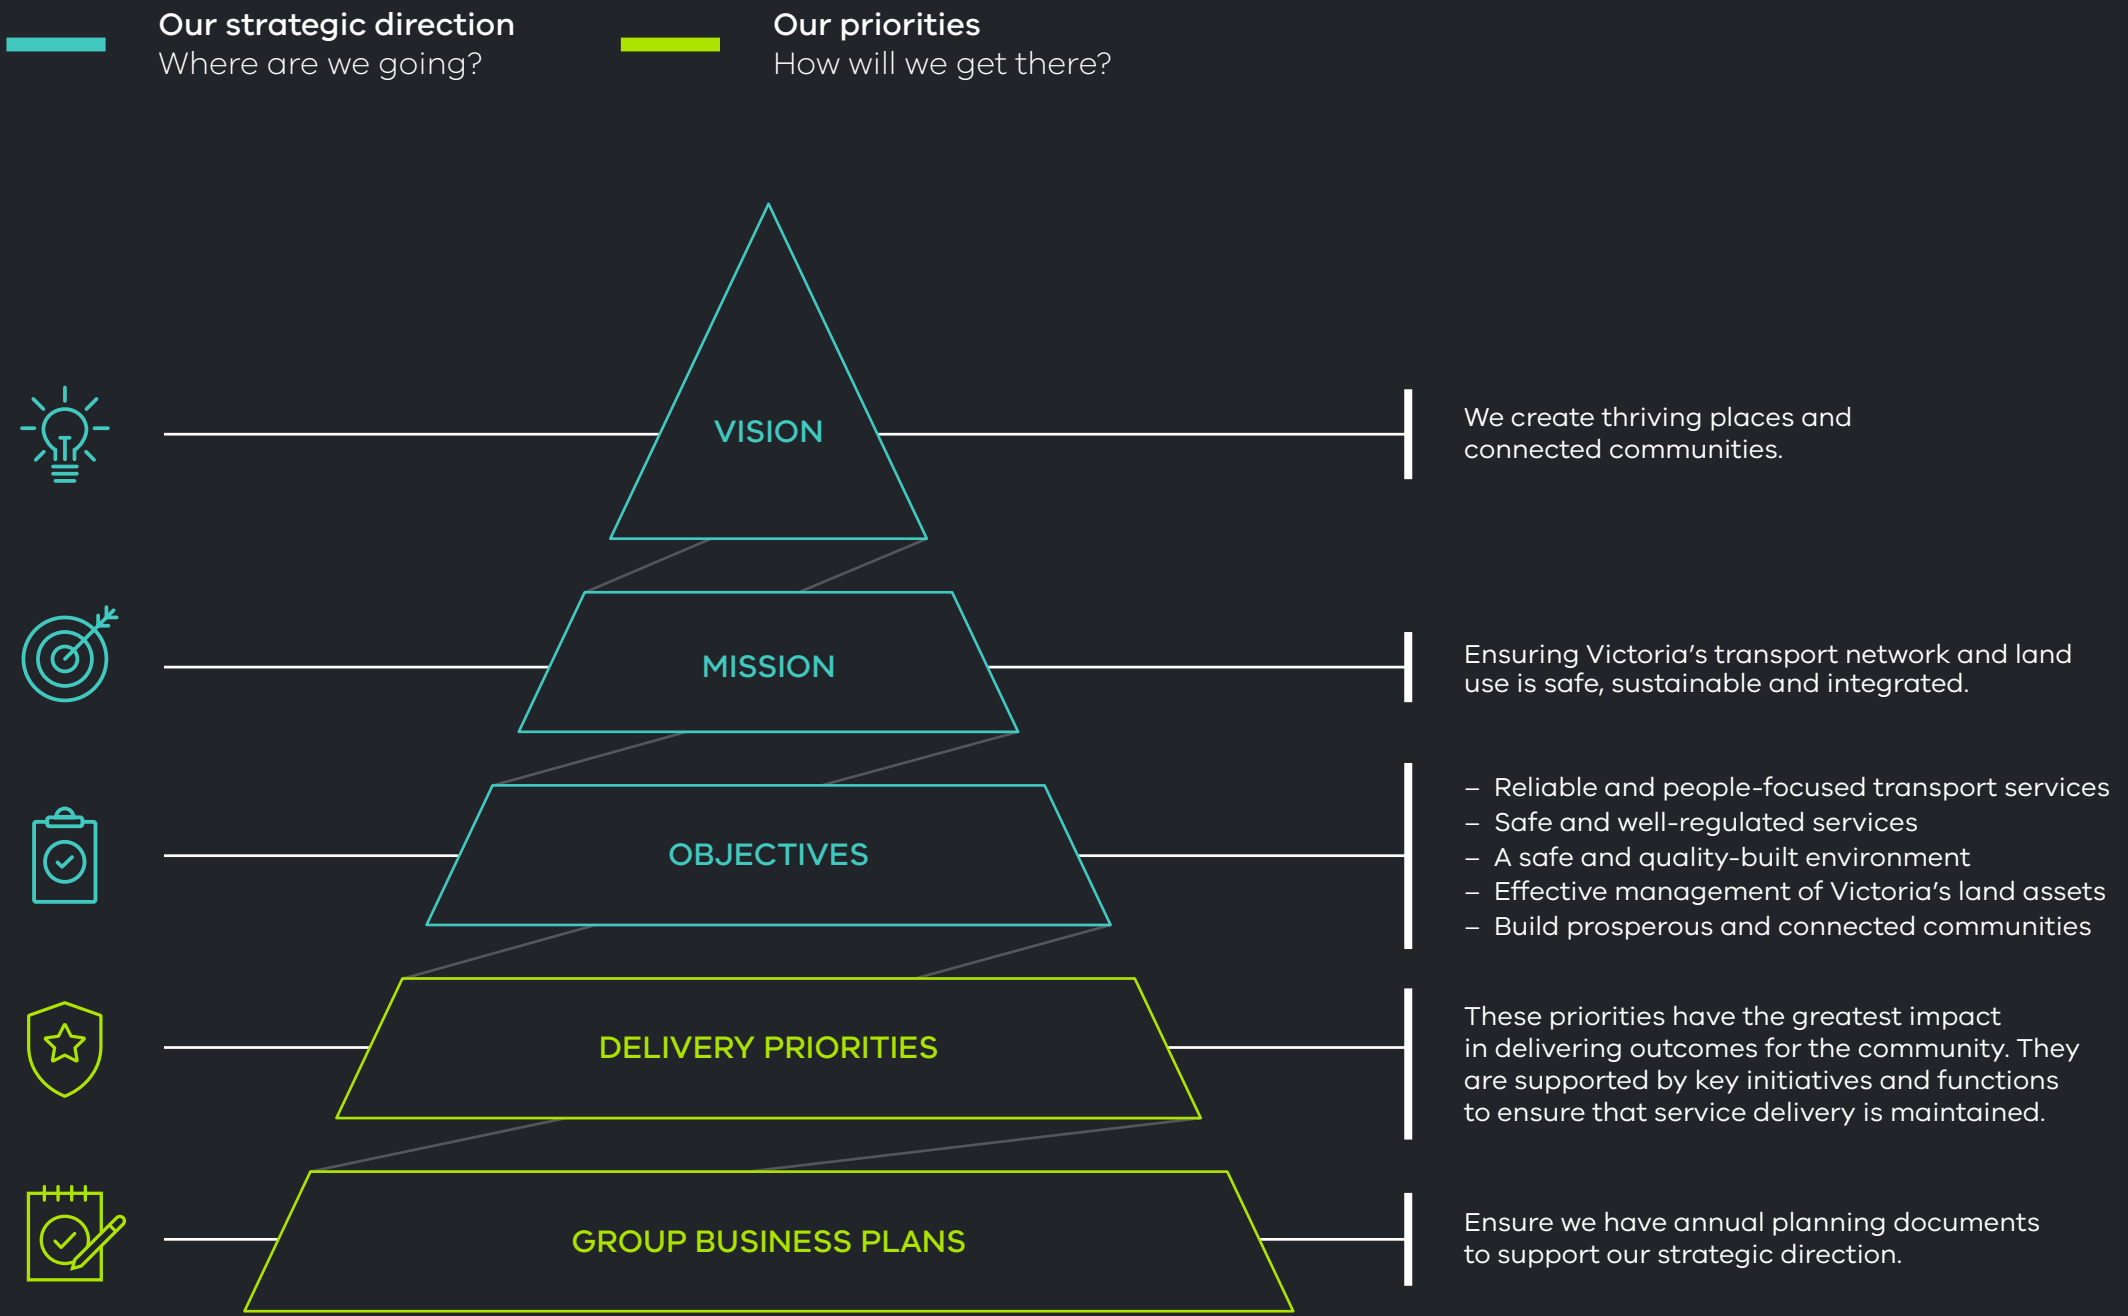 Our strategic direction
Where are we going?
Our priorities
How will we get there?
VISION
We create thriving places and
connected communities.
MISSION
Ensuring Victoria’s transport network and land
use is safe, sustainable and integrated.
OBJECTIVES
– Reliable and people-focused transport services
– Safe and well-regulated services
– A safe and quality-built environment
– Effective management of Victoria’s land assets
– Build prosperous and connected communities
DELIVERY PRIORITIES
These priorities have the greatest impact
in delivering outcomes for the community. They
are supported by key initiatives and functions
to ensure that service delivery is maintained.
GROUP BUSINESS PLANS
Ensure we have annual planning documents
to support our strategic direction.